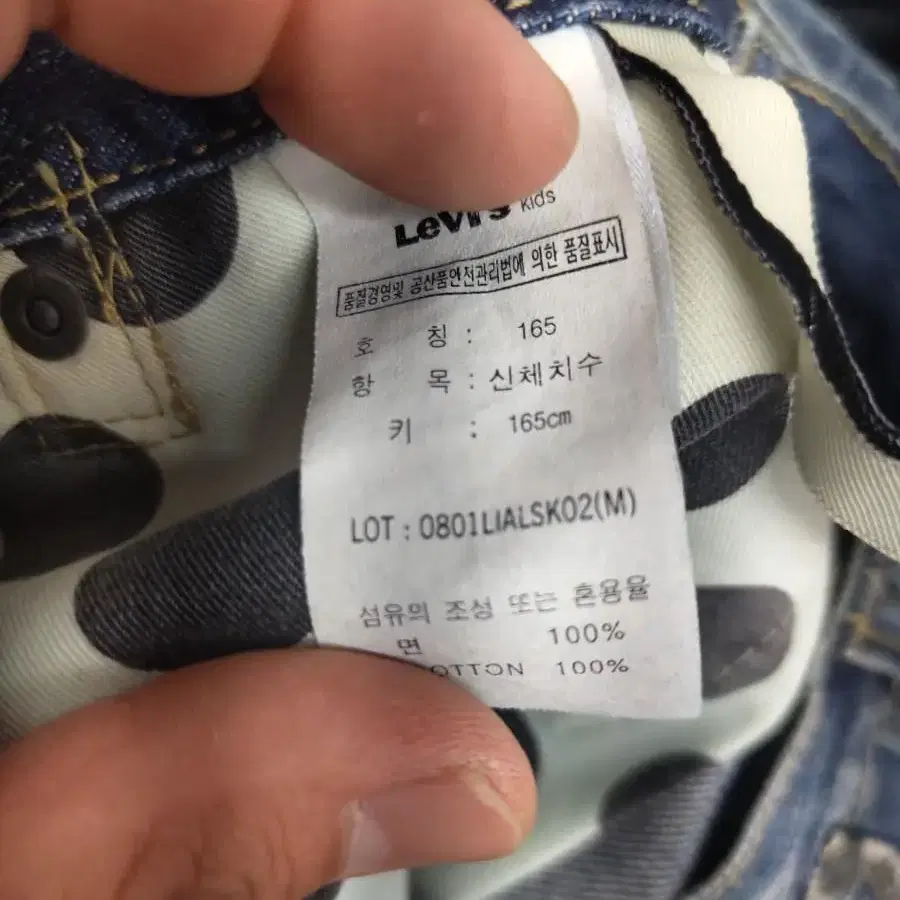 Levi's Kids
품질경영및 공산품안전관리법에 의한 품질표시
호 칭 : 165
항 목 : 신체치수
키 : 165cm
LOT : 0801LIALSK02(M)
섬유의 조성 또는 혼용율
면 100%
COTTON 100%